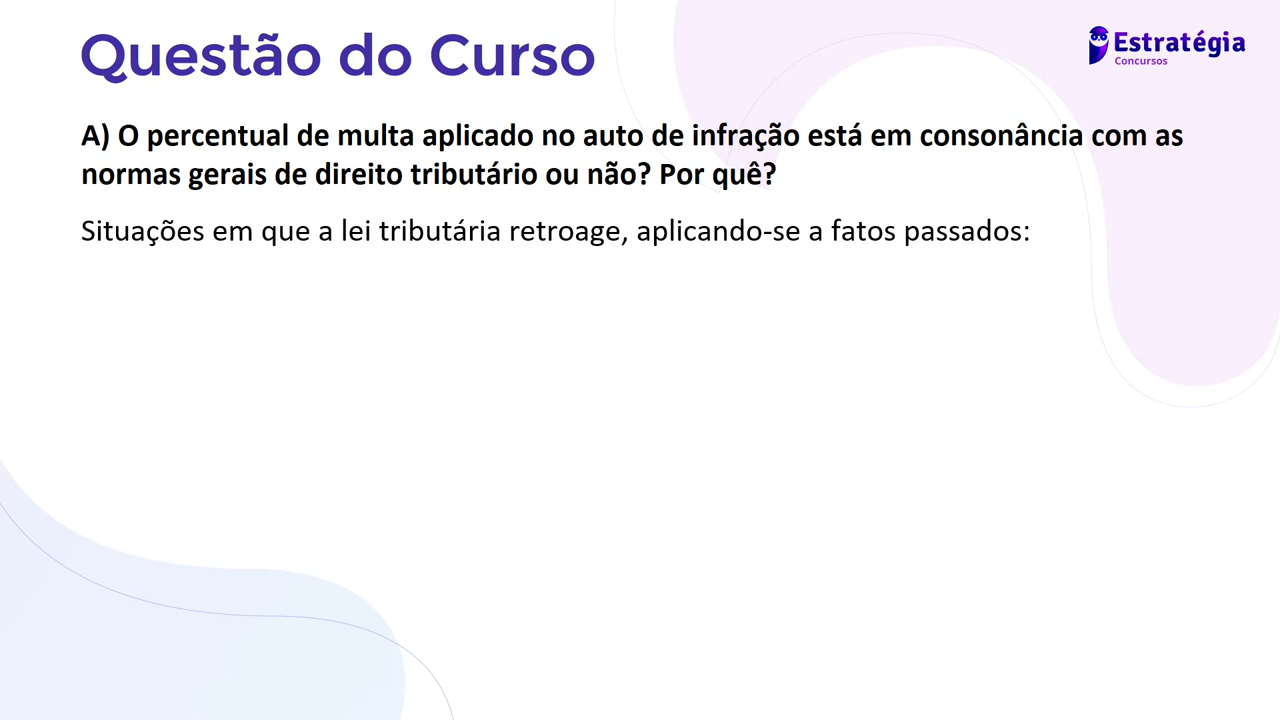 Questão do Curso
Estratégia
Concursos
A) O percentual de multa aplicado no auto de infração está em consonância com as
normas gerais de direito tributário ou não? Por quê?
Situações em que a lei tributária retroage, aplicando-se a fatos passados: